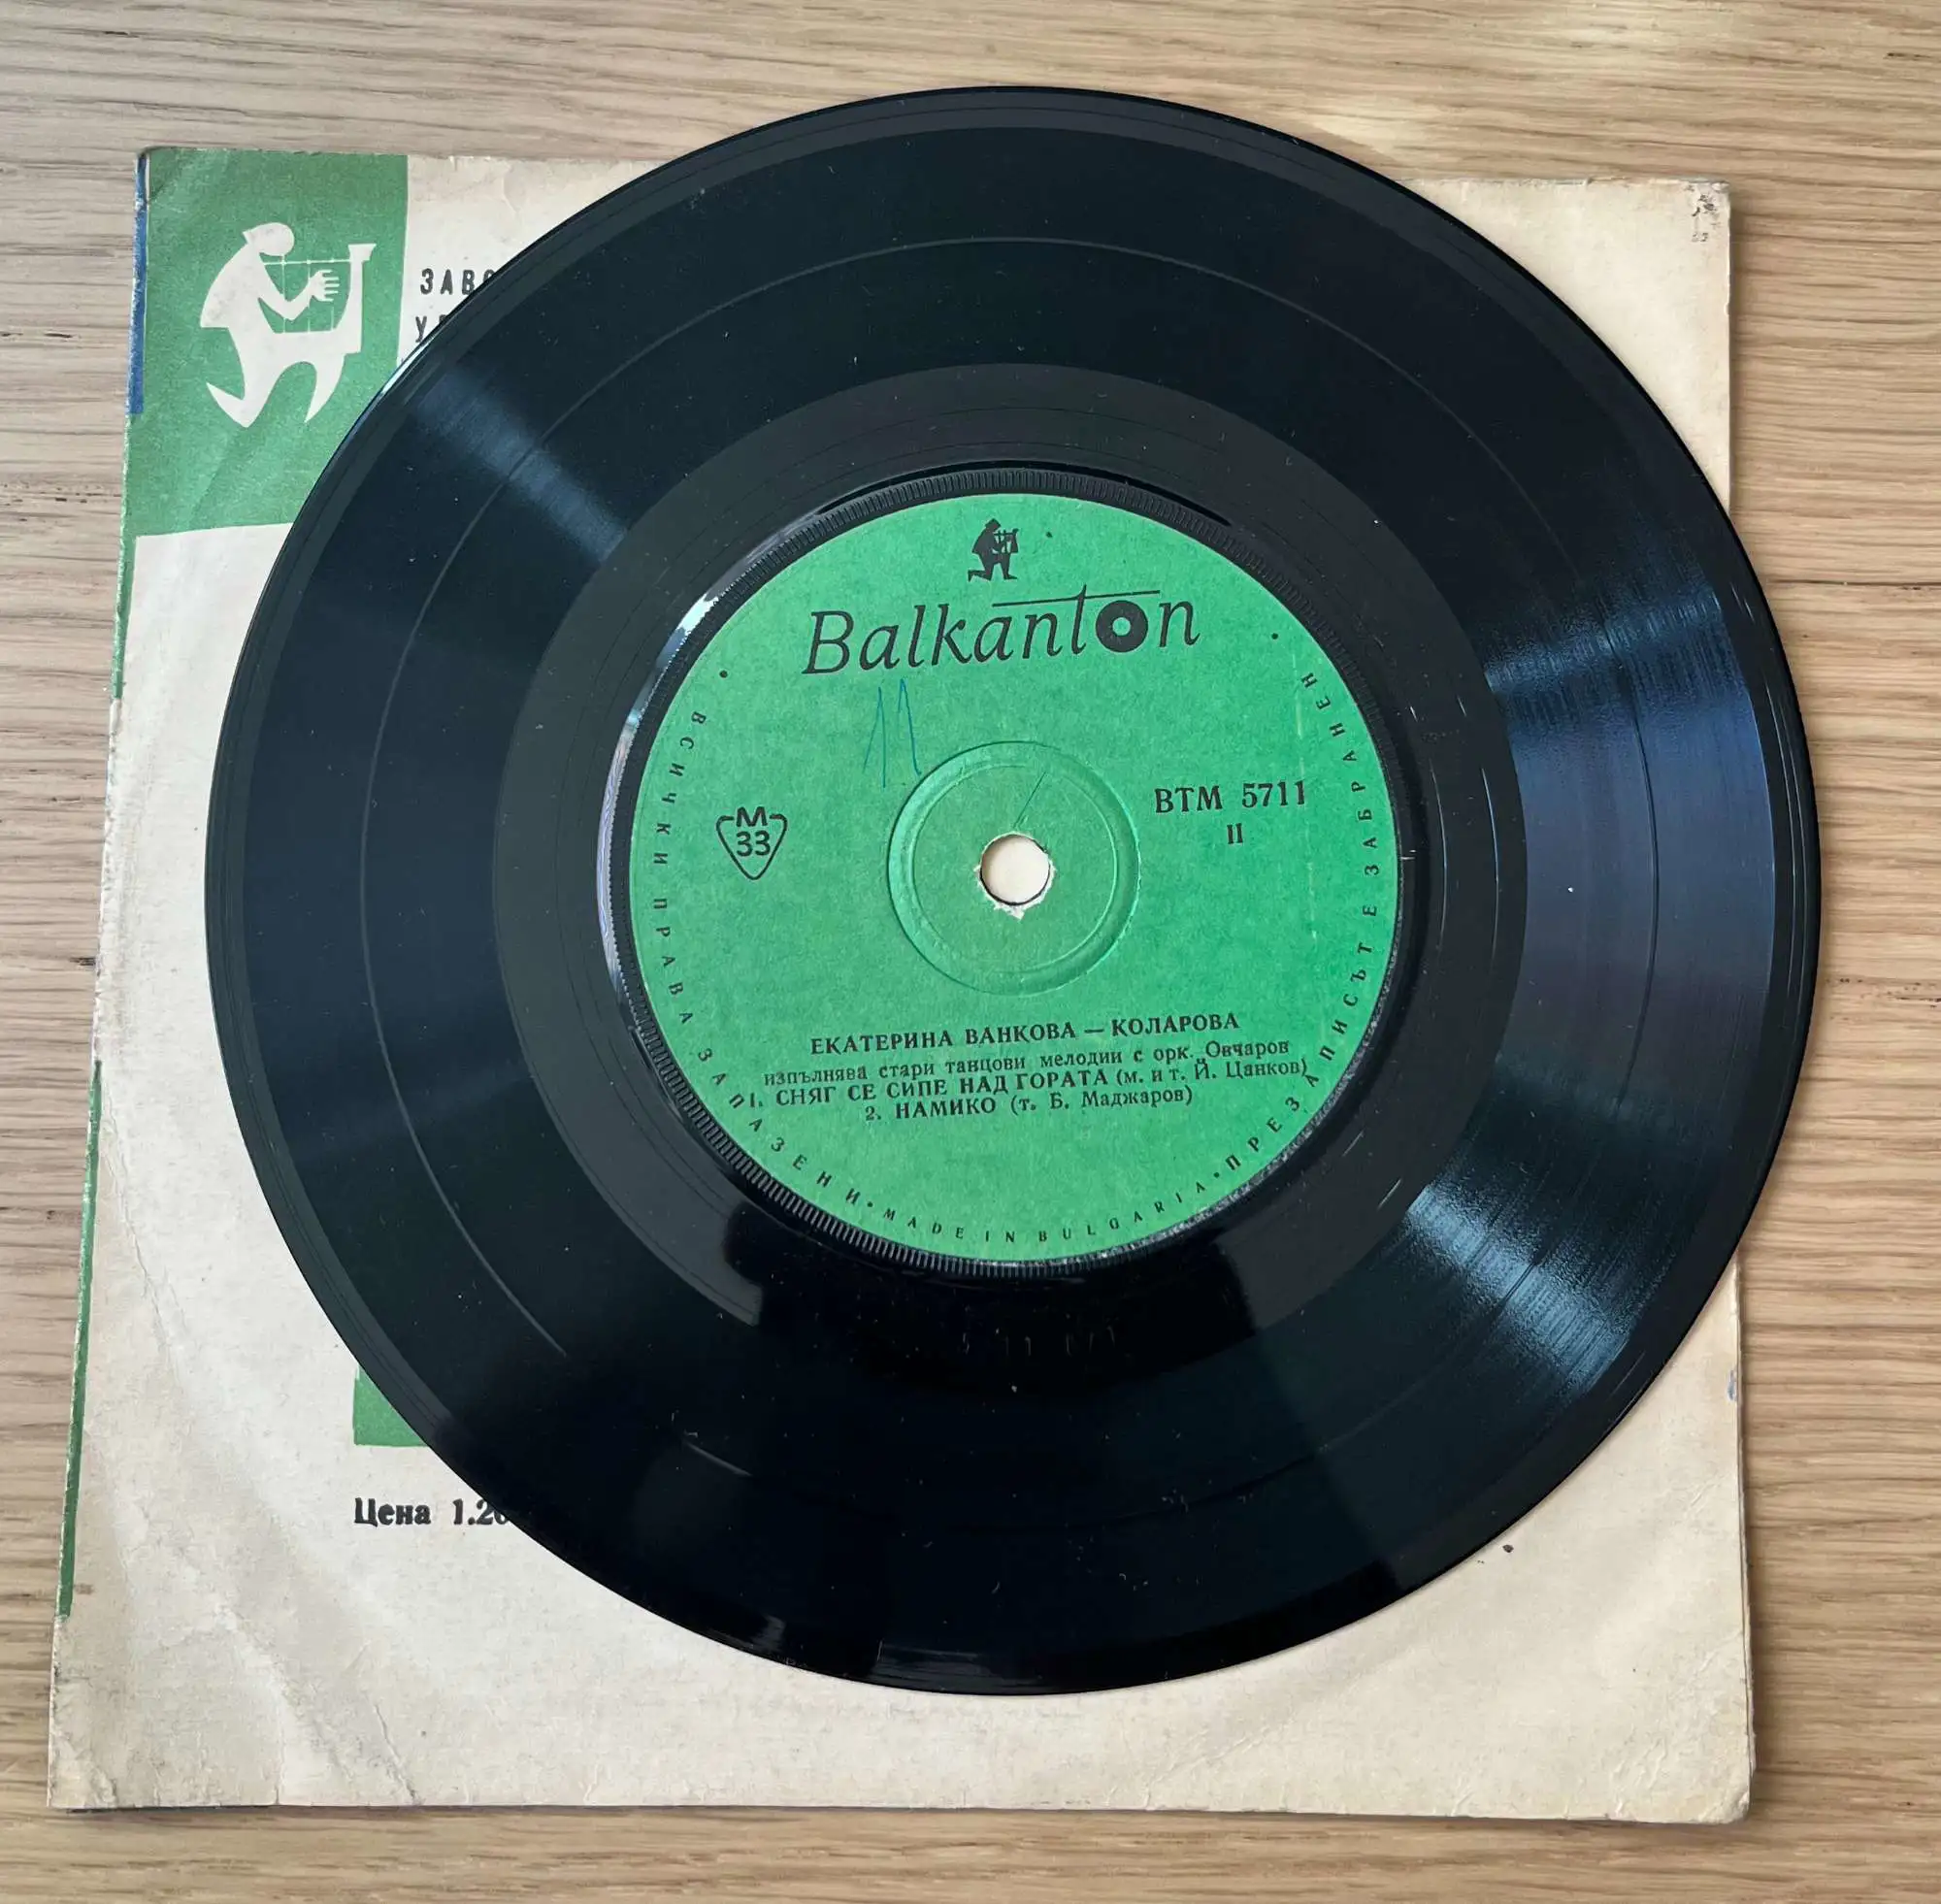 Balkanton
11
M
33
ВТМ 5711
II
ЕКАТЕРИНА ВАНКОВА — КОЛАРОВА
изпълнява стари танцови мелодии с орк. Овчаров
1. СНЯГ СЕ СИПЕ НАД ГОРАТА (м. и т. Й. Цанков)
2. НАМИКО (т. Б. Маджаров)
ВСИЧКИ ПРАВА ЗАПАЗЕНИ • MADE IN BULGARIA • ПРЕЗАПИСЪТ Е ЗАБРАНЕН
Цена